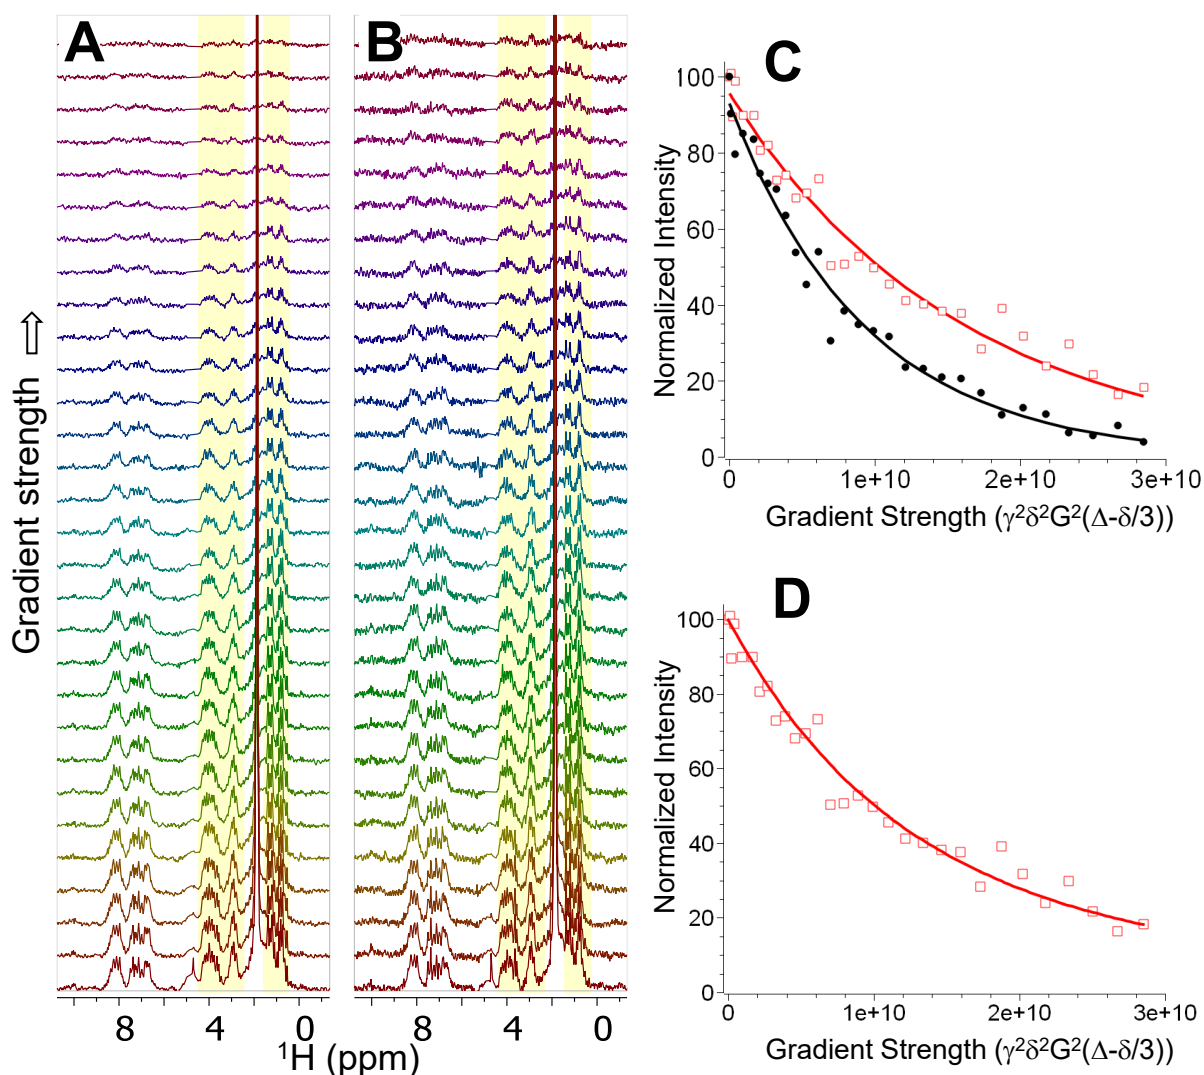 A
B
C
D
Gradient strength ⇒
8
4
0
8
4
0
¹H (ppm)
Normalized Intensity
100
80
60
40
20
0
0
1e+10
2e+10
3e+10
Gradient Strength (γ²δ²G²(Δ-δ/3))
Normalized Intensity
100
80
60
40
20
0
0
1e+10
2e+10
3e+10
Gradient Strength (γ²δ²G²(Δ-δ/3))